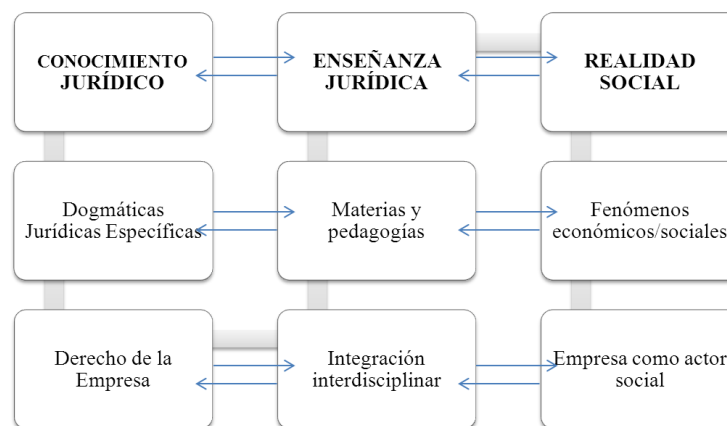 CONOCIMIENTO
JURÍDICO
ENSEÑANZA
JURÍDICA
REALIDAD
SOCIAL
Dogmáticas
Jurídicas Específicas
Materias y
pedagogías
Fenómenos
económicos/sociales
Derecho de la
Empresa
Integración
interdisciplinar
Empresa como actor
social